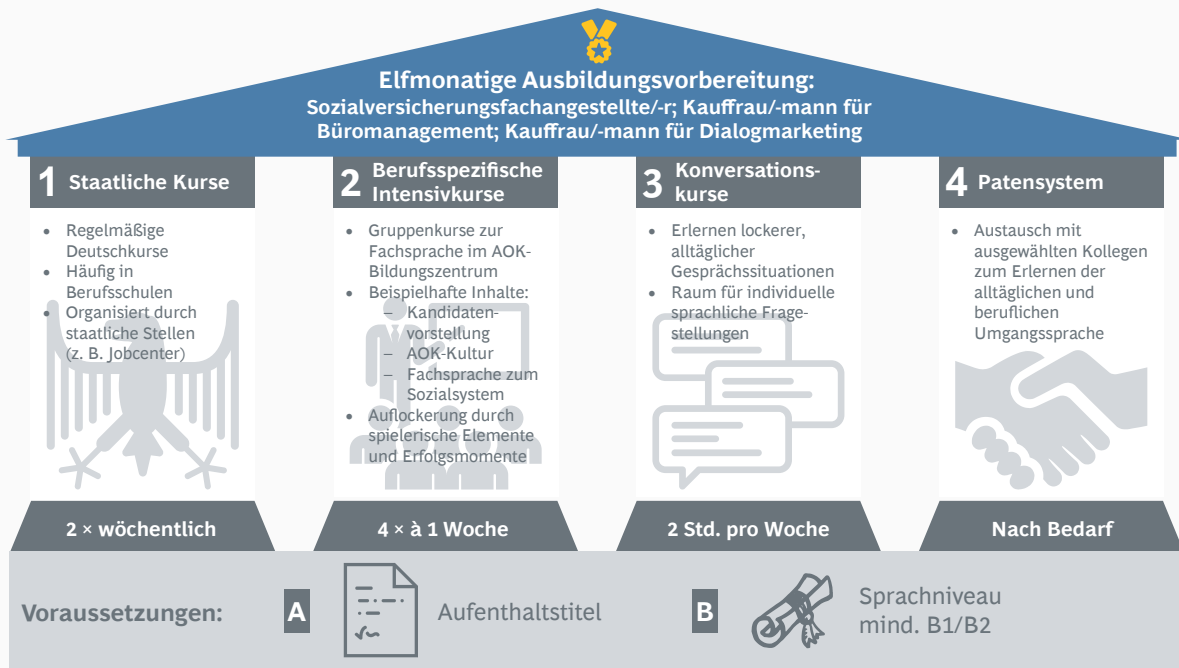 Elfmonatige Ausbildungsvorbereitung:
Sozialversicherungsfachangestellte/-r; Kauffrau/-mann für
Büromanagement; Kauffrau/-mann für Dialogmarketing
1 Staatliche Kurse
• Regelmäßige
Deutschkurse
• Häufig in
Berufsschulen
• Organisiert durch
staatliche Stellen
(z. B. Jobcenter)
2 × wöchentlich
2 Berufsspezifische
Intensivkurse
• Gruppenkurse zur
Fachsprache im AOK-
Bildungszentrum
• Beispielhafte Inhalte:
– Kandidaten-
vorstellung
– AOK-Kultur
– Fachsprache zum
Sozialsystem
• Auflockerung durch
spielerische Elemente
und Erfolgsmomente
4 × à 1 Woche
3 Konversations-
kurse
• Erlernen lockerer,
alltäglicher
Gesprächssituationen
• Raum für individuelle
sprachliche Frage-
stellungen
2 Std. pro Woche
4 Patensystem
• Austausch mit
ausgewählten Kollegen
zum Erlernen der
alltäglichen und
beruflichen
Umgangssprache
Nach Bedarf
Voraussetzungen:
A Aufenthaltstitel
B Sprachniveau
mind. B1/B2